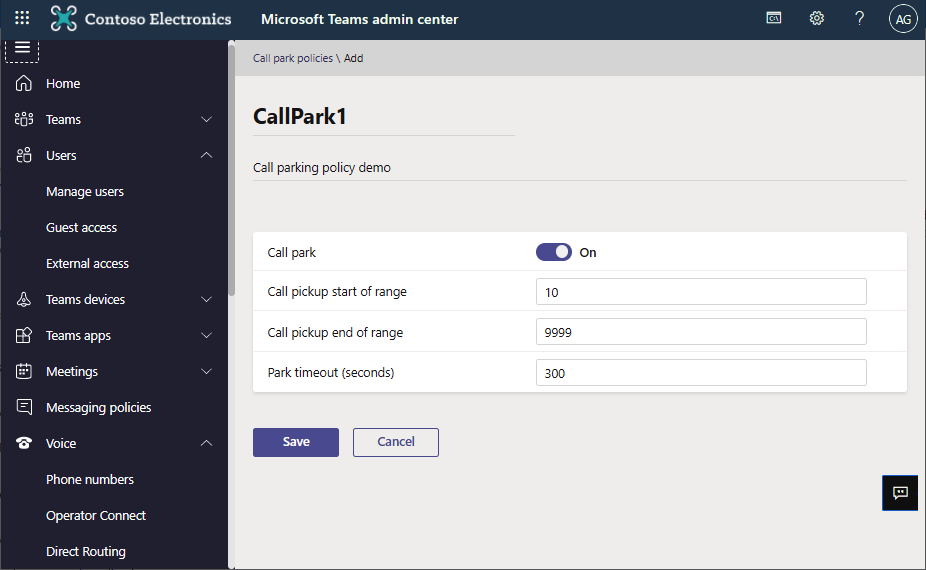 Contoso Electronics
Microsoft Teams admin center
?
AG
Home
Teams
Users
Manage users
Guest access
External access
Teams devices
Teams apps
Meetings
Messaging policies
Voice
Phone numbers
Operator Connect
Direct Routing
Call park policies \ Add
CallPark1
Call parking policy demo
Call park On
Call pickup start of range 10
Call pickup end of range 9999
Park timeout (seconds) 300
Save Cancel